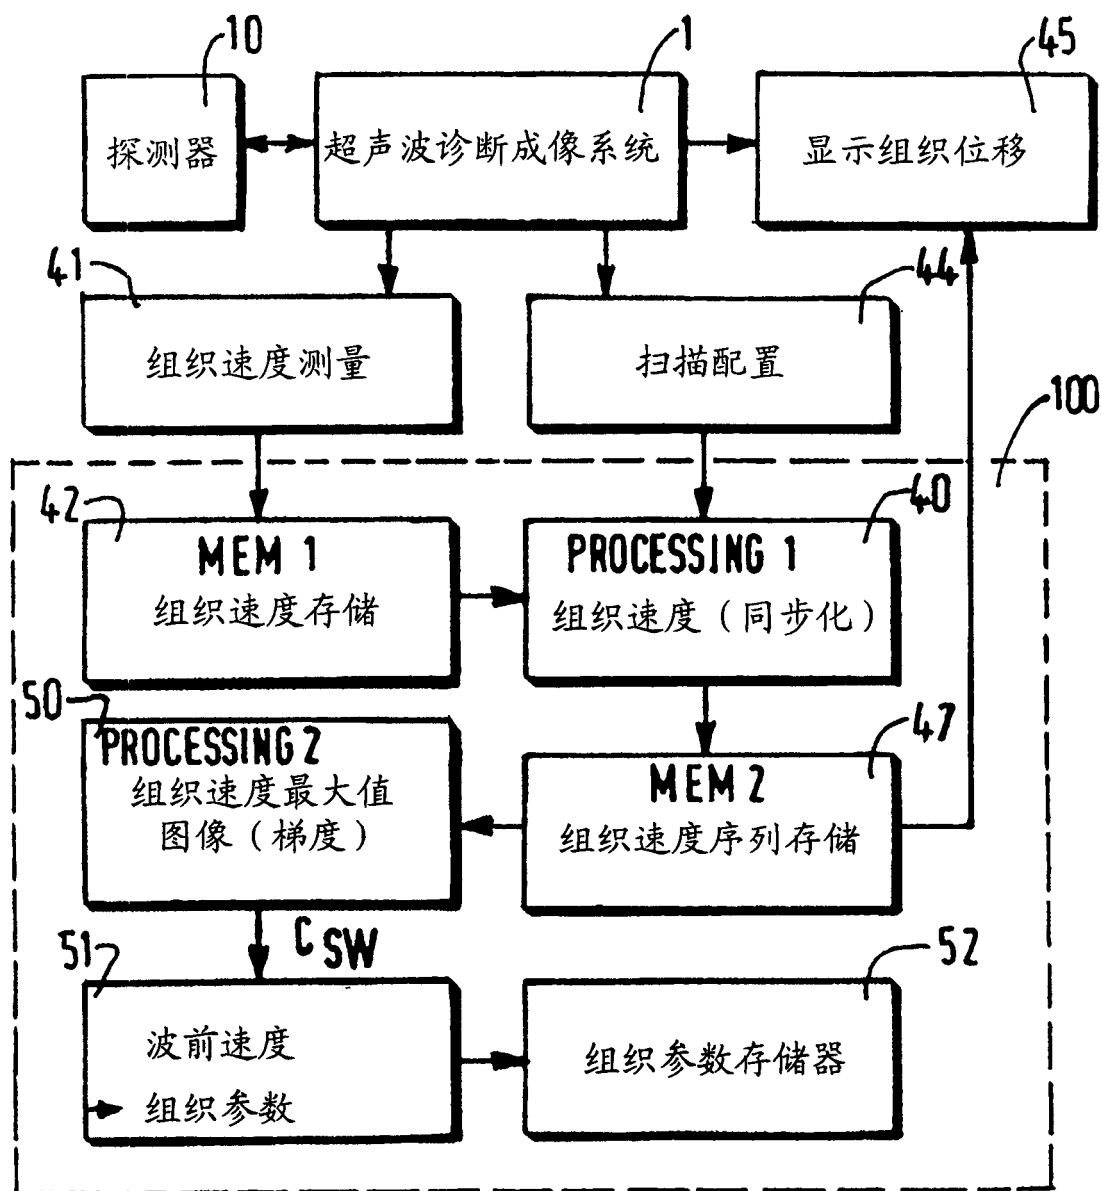 10
1
45
探测器
超声波诊断成像系统
显示组织位移
41
44
组织速度测量
扫描配置
100
42
40
MEM 1
组织速度存储
PROCESSING 1
组织速度(同步化)
50
47
PROCESSING 2
组织速度最大值
图像(梯度)
MEM 2
组织速度序列存储
C SW
51
52
波前速度
组织参数
组织参数存储器